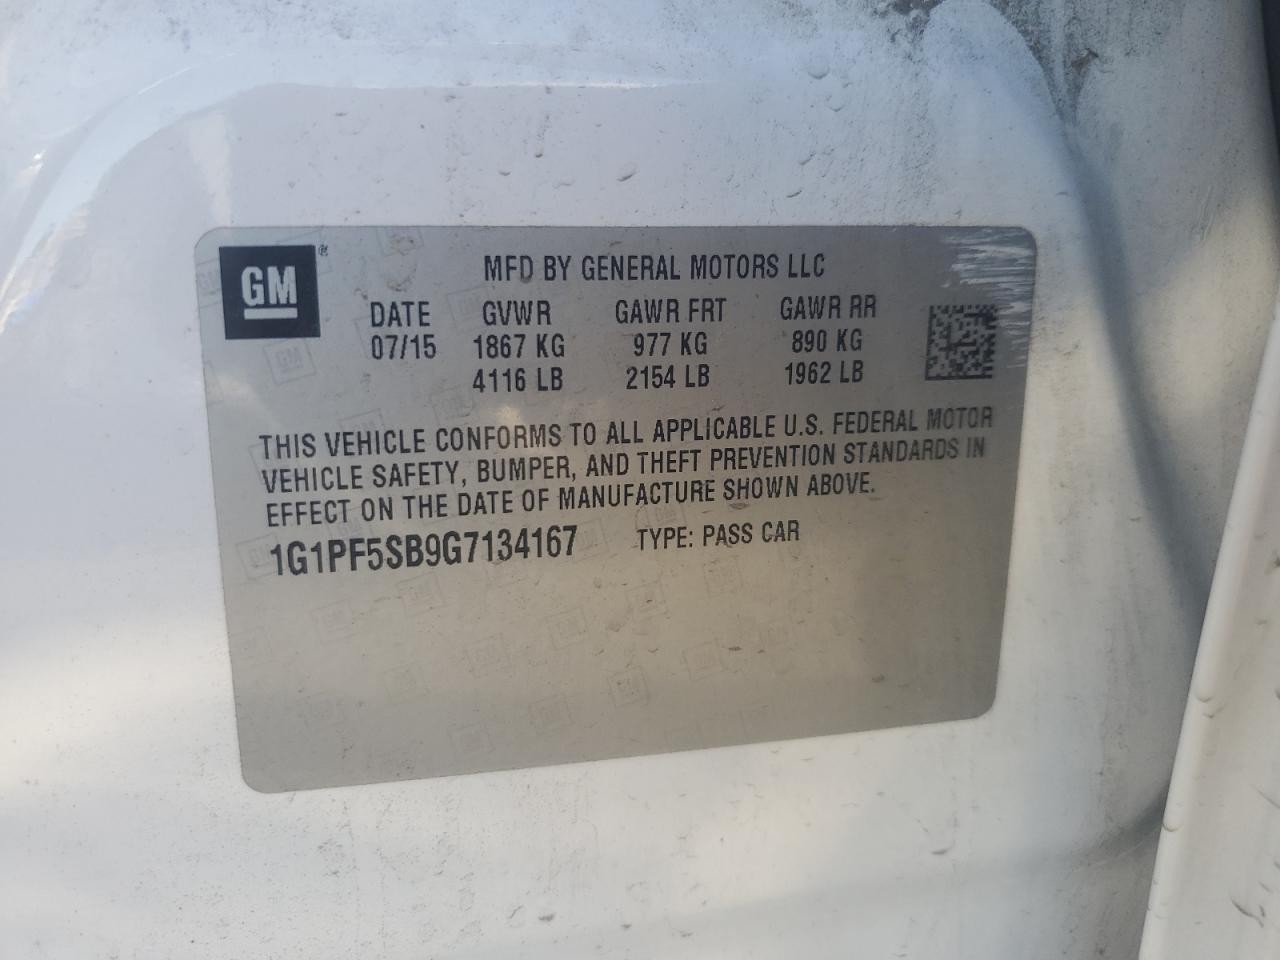 GM®
MFD BY GENERAL MOTORS LLC
DATE GVWR GAWR FRT GAWR RR
07/15 1867 KG 977 KG 890 KG
4116 LB 2154 LB 1962 LB
THIS VEHICLE CONFORMS TO ALL APPLICABLE U.S. FEDERAL MOTOR
VEHICLE SAFETY, BUMPER, AND THEFT PREVENTION STANDARDS IN
EFFECT ON THE DATE OF MANUFACTURE SHOWN ABOVE.
1G1PF5SB9G7134167 TYPE: PASS CAR